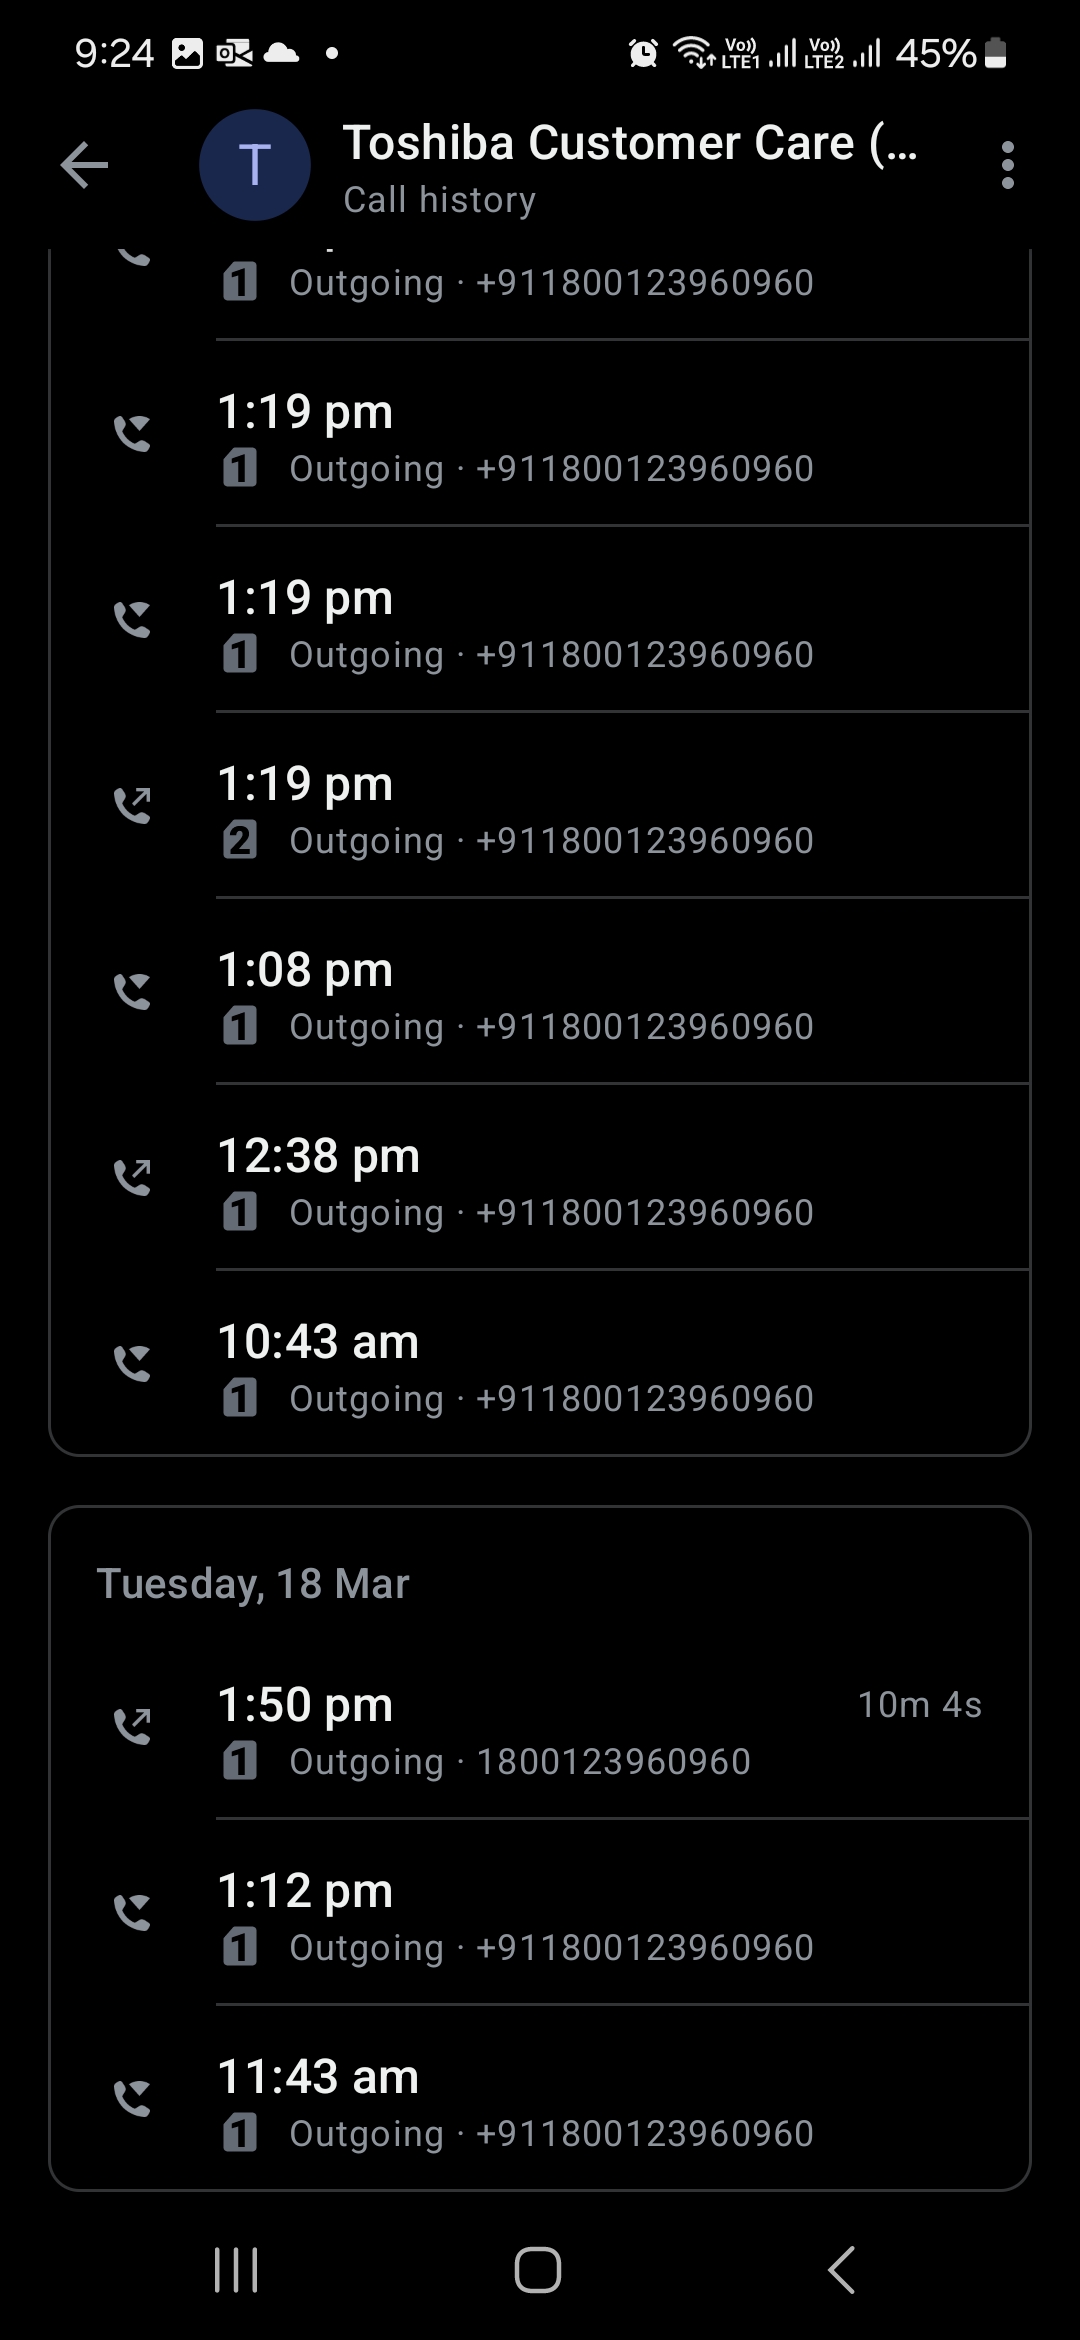 9:24 Vo)) LTE1 Vo)) LTE2 45%
T
Toshiba Customer Care (...
Call history
1 Outgoing · +911800123960960
1:19 pm
1 Outgoing · +911800123960960
1:19 pm
1 Outgoing · +911800123960960
1:19 pm
2 Outgoing · +911800123960960
1:08 pm
1 Outgoing · +911800123960960
12:38 pm
1 Outgoing · +911800123960960
10:43 am
1 Outgoing · +911800123960960
Tuesday, 18 Mar
1:50 pm 10m 4s
1 Outgoing · 1800123960960
1:12 pm
1 Outgoing · +911800123960960
11:43 am
1 Outgoing · +911800123960960